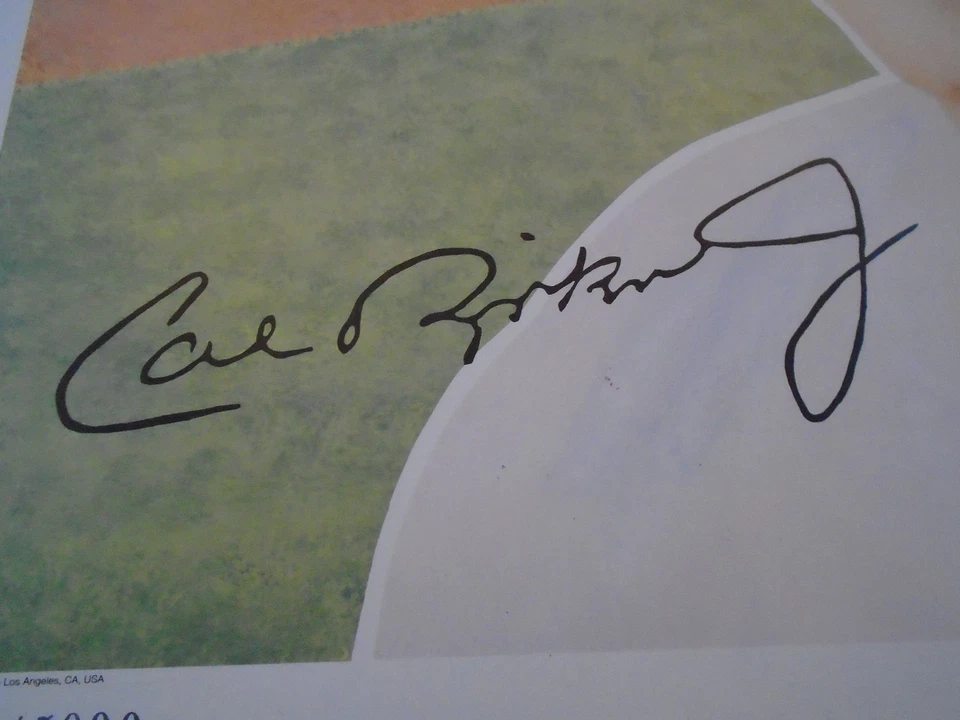 Cal Ripken Jr
Los Angeles, CA, USA